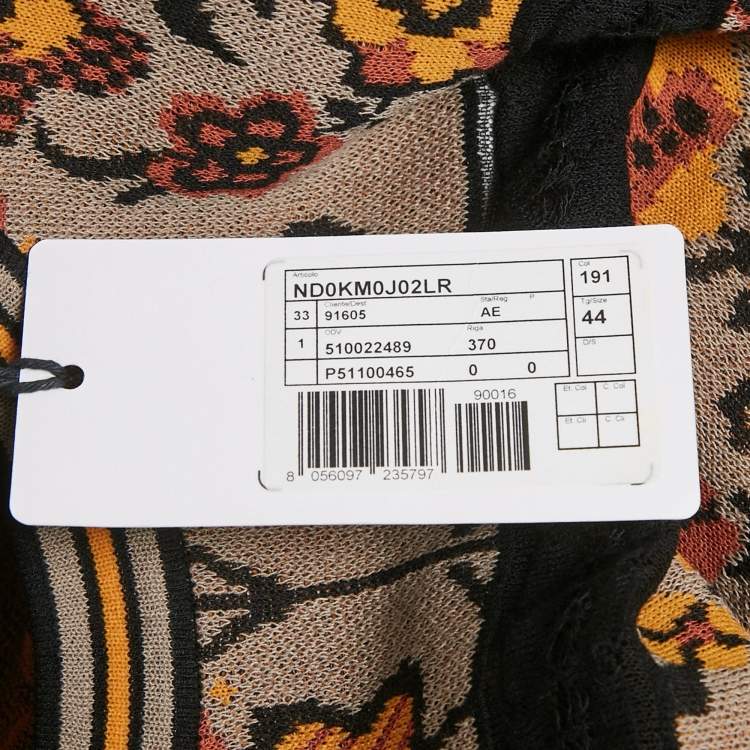 Articolo
ND0KM0J02LR
Col
191
33
Cliente/Dest
91605
Sta/Reg
AE
P
Tg/Size
44
1
ODV
510022489
Riga
370
D/S
P51100465
0
0
90016
Et. Col
C. Col
Et. Cli
C. Cli
8 056097 235797